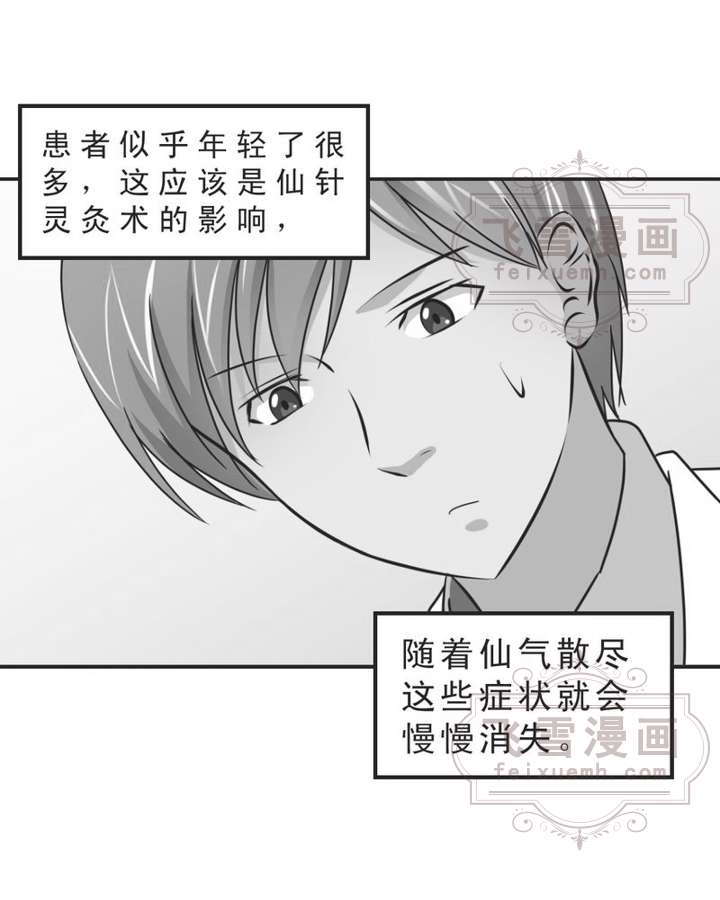 患者似乎年轻了很
多，这应该是仙针
灵灸术的影响，
飞雪漫画
feixuemh.com
随着仙气散尽
这些症状就会
慢慢消失。
飞雪漫画
feixuemh.com